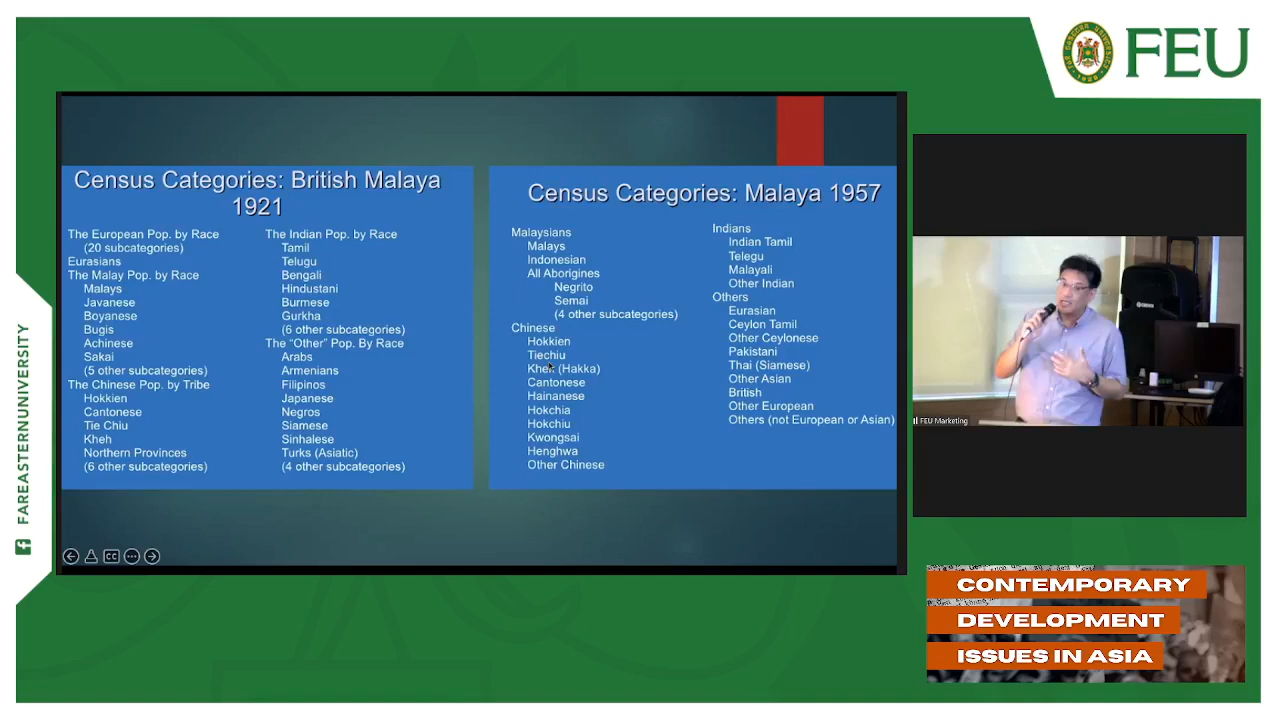 FEU
FAREASTERNUNIVERSITY
Census Categories: British Malaya
1921
The European Pop. by Race
(20 subcategories)
Eurasians
The Malay Pop. by Race
Malays
Javanese
Boyanese
Bugis
Achinese
Sakai
(5 other subcategories)
The Chinese Pop. by Tribe
Hokkien
Cantonese
Tie Chiu
Kheh
Northern Provinces
(6 other subcategories)
The Indian Pop. by Race
Tamil
Telugu
Bengali
Hindustani
Burmese
Gurkha
(6 other subcategories)
The “Other” Pop. By Race
Arabs
Armenians
Filipinos
Japanese
Negros
Siamese
Sinhalese
Turks (Asiatic)
(4 other subcategories)
Census Categories: Malaya 1957
Malaysians
Malays
Indonesian
All Aborigines
Negrito
Semai
(4 other subcategories)
Chinese
Hokkien
Tiechiu
Kheh (Hakka)
Cantonese
Hainanese
Hokchia
Hokchiu
Kwongsai
Henghwa
Other Chinese
Indians
Indian Tamil
Telegu
Malayali
Other Indian
Others
Eurasian
Ceylon Tamil
Other Ceylonese
Pakistani
Thai (Siamese)
Other Asian
British
Other European
Others (not European or Asian)
CC
FEU Marketing
CONTEMPORARY
DEVELOPMENT
ISSUES IN ASIA